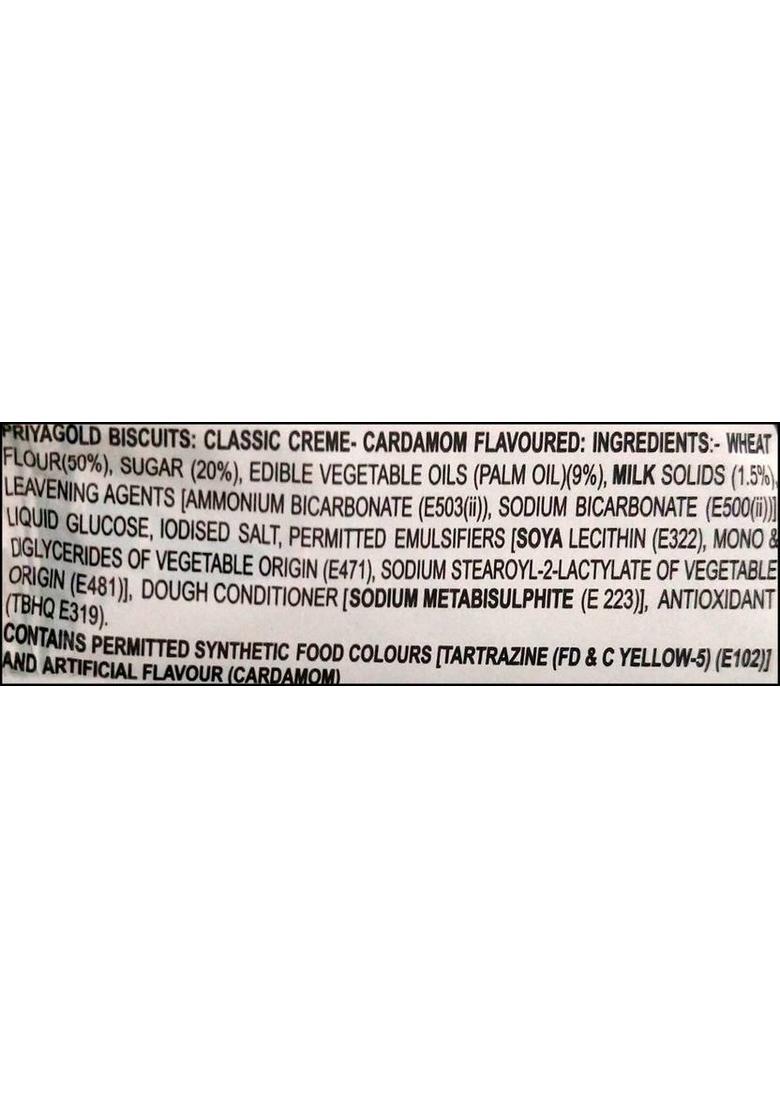 PRIYAGOLD BISCUITS: CLASSIC CREME- CARDAMOM FLAVOURED: INGREDIENTS:- WHEAT
FLOUR(50%), SUGAR (20%), EDIBLE VEGETABLE OILS (PALM OIL)(9%), MILK SOLIDS (1.5%),
LEAVENING AGENTS [AMMONIUM BICARBONATE (E503(ii)), SODIUM BICARBONATE (E500(ii))]
LIQUID GLUCOSE, IODISED SALT, PERMITTED EMULSIFIERS [SOYA LECITHIN (E322), MONO &
DIGLYCERIDES OF VEGETABLE ORIGIN (E471), SODIUM STEAROYL-2-LACTYLATE OF VEGETABLE
ORIGIN (E481)], DOUGH CONDITIONER [SODIUM METABISULPHITE (E 223)], ANTIOXIDANT
(TBHQ E319).
CONTAINS PERMITTED SYNTHETIC FOOD COLOURS [TARTRAZINE (FD & C YELLOW-5) (E102)]
AND ARTIFICIAL FLAVOUR (CARDAMOM)